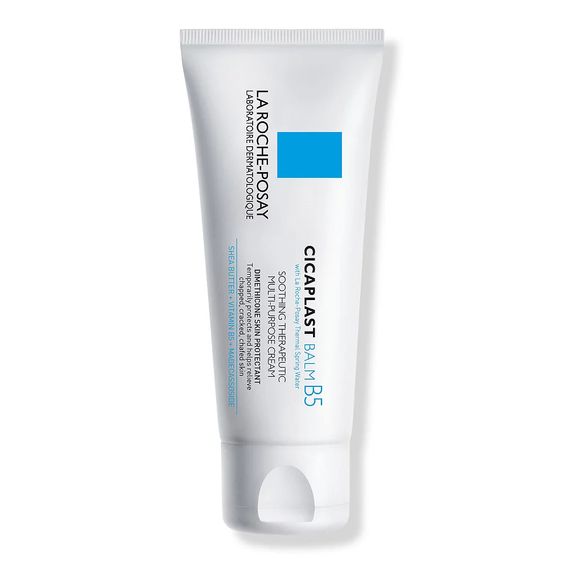 LA ROCHE-POSAY
LABORATOIRE DERMATOLOGIQUE
CICAPLAST BALM B5
with La Roche-Posay Thermal Spring Water
SOOTHING THERAPEUTIC
MULTI-PURPOSE CREAM
DIMETHICONE SKIN PROTECTANT
Temporarily protects and helps relieve
chapped, cracked, chafed skin
SHEA BUTTER + VITAMIN B5 + MADECASSOSIDE